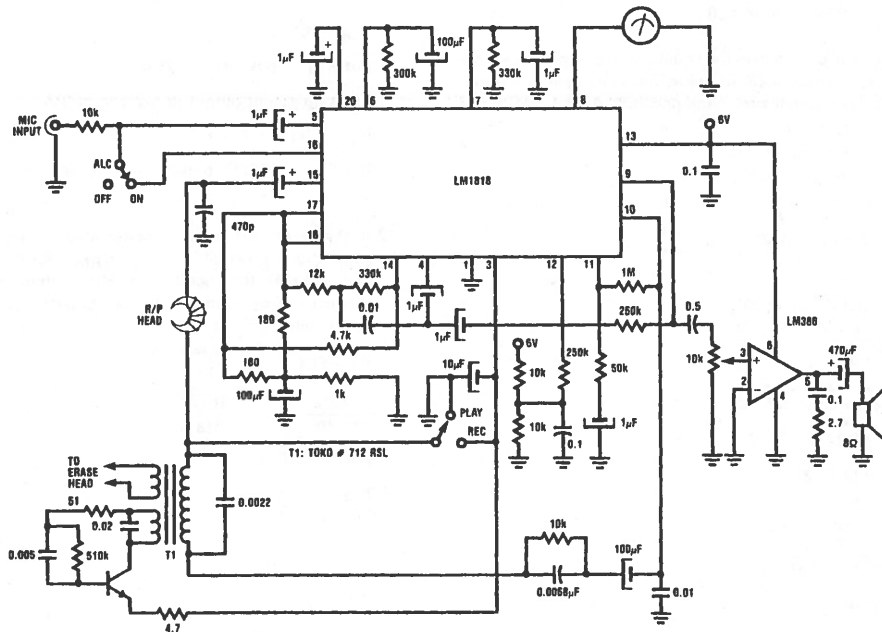 1µF
+
300k
100µF
330k
1µF
20
6
7
8
MIC
INPUT
10k
1µF
+
5
16
ALC
OFF
ON
1µF
+
15
470p
17
18
LM1818
13
6V
0.1
9
10
14
4
1
3
12
11
12k
330k
0.01
1µF
1M
R/P
HEAD
180
4.7k
1µF
250k
0.5
LM386
160
100µF
1k
10µF
6V
10k
250k
50k
10k
3
+
2
−
6
5
4
470µF
+
0.1
2.7
8Ω
PLAY
REC
10k
0.1
1µF
T1: TOKO # 712 RSL
TO
ERASE
HEAD
51
0.02
0.0022
0.005
510k
T1
10k
0.0068µF
100µF
0.01
4.7